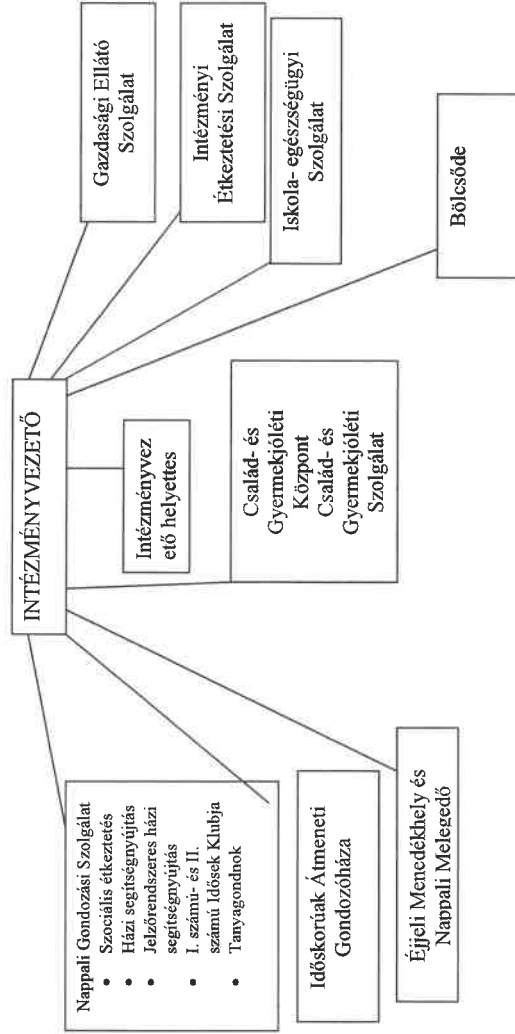 INTÉZMÉNYVEZETŐ
Nappali Gondozási Szolgálat
• Szociális étkeztetés
• Házi segítségnyújtás
• Jelzőrendszeres házi
segítségnyújtás
• I. számú- és II.
számú Idősek Klubja
• Tanyagondnok
Időskorúak Átmeneti
Gondozóháza
Éjjeli Menedékhely és
Nappali Melegedő
Intézményvez
ető helyettes
Család- és
Gyermekjóléti
Központ
Család- és
Gyermekjóléti
Szolgálat
Gazdasági Ellátó
Szolgálat
Intézményi
Étkeztetési Szolgálat
Iskola- egészségügyi
Szolgálat
Bölcsőde